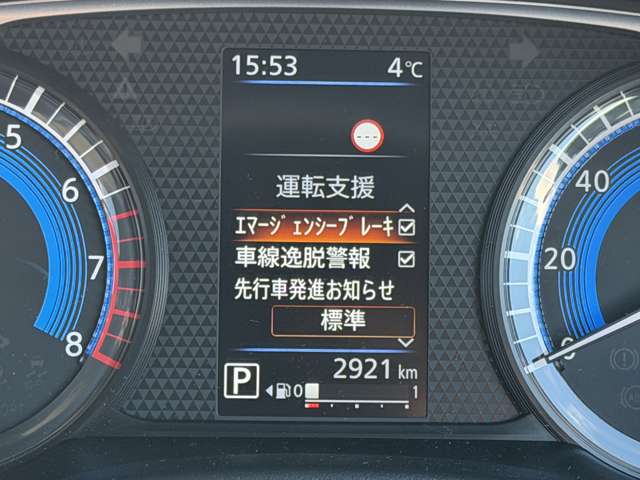 15:53 4℃
---
運転支援
エマージェンシーブレーキ
車線逸脱警報
先行車発進お知らせ
標準
P 2921 km
0 1
5
6
7
8
40
20
0